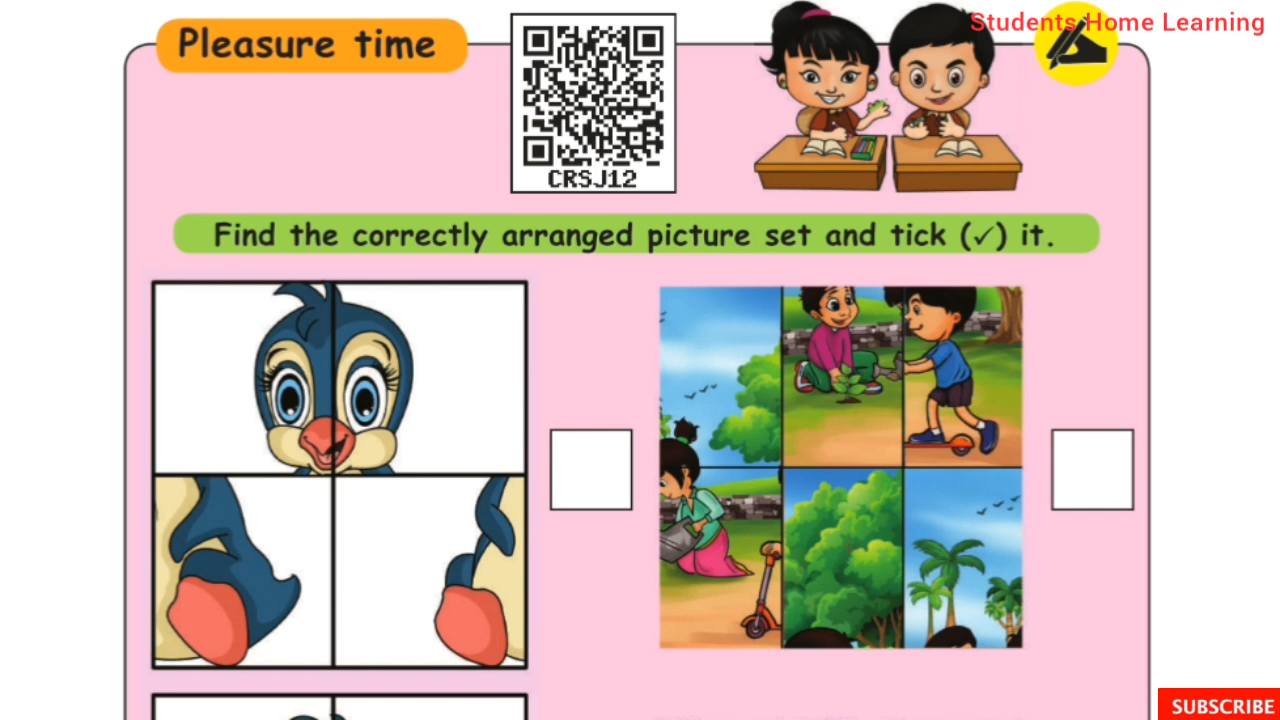 Students Home Learning
Pleasure time
CRSJ12
Find the correctly arranged picture set and tick (✓) it.
SUBSCRIBE